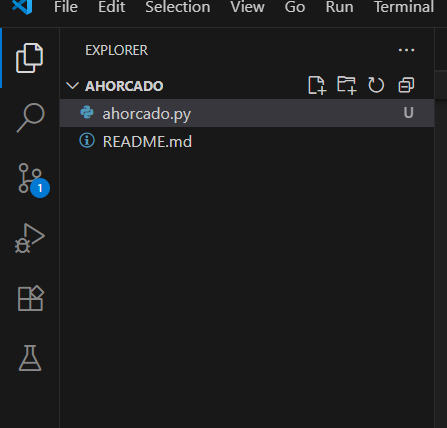 File Edit Selection View Go Run Terminal
EXPLORER
AHORCADO
ahorcado.py U
README.md
1